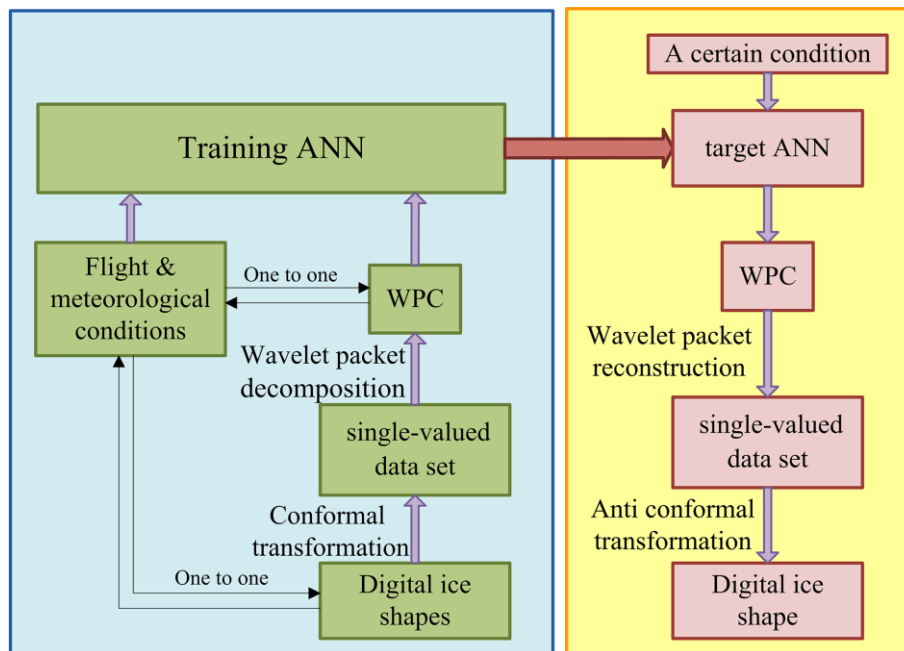 Training ANN
Flight &
meteorological
conditions
One to one
WPC
Wavelet packet
decomposition
single-valued
data set
Conformal
transformation
One to one
Digital ice
shapes
A certain condition
target ANN
WPC
Wavelet packet
reconstruction
single-valued
data set
Anti conformal
transformation
Digital ice
shape